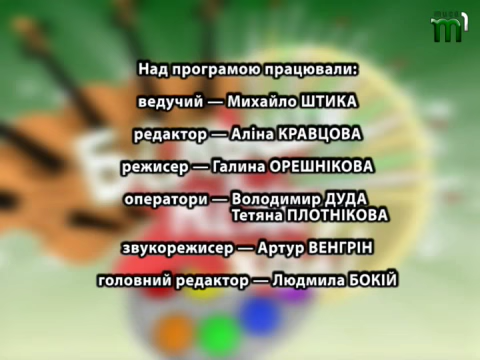 Над програмою працювали:
ведучий — Михайло ШТИКА
редактор — Аліна КРАВЦОВА
режисер — Галина ОРЕШНІКОВА
оператори — Володимир ДУДА
Тетяна ПЛОТНІКОВА
звукорежисер — Артур ВЕНГРІН
головний редактор — Людмила БОКІЙ